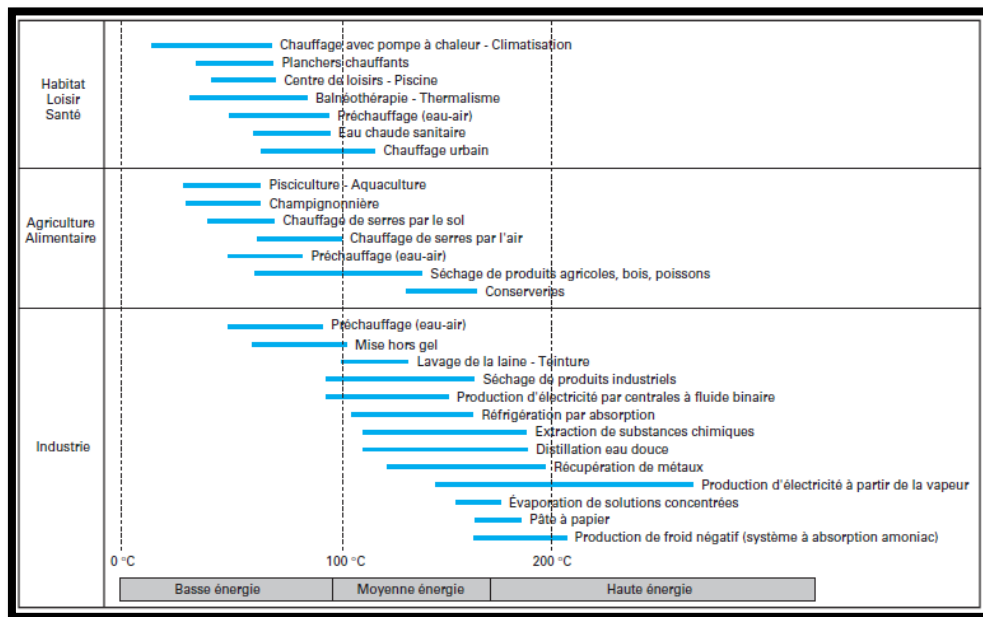 Habitat
Loisir
Santé
Chauffage avec pompe à chaleur - Climatisation
Planchers chauffants
Centre de loisirs - Piscine
Balnéothérapie - Thermalisme
Préchauffage (eau-air)
Eau chaude sanitaire
Chauffage urbain
Agriculture
Alimentaire
Pisciculture - Aquaculture
Champignonnière
Chauffage de serres par le sol
Chauffage de serres par l'air
Préchauffage (eau-air)
Séchage de produits agricoles, bois, poissons
Conserveries
Industrie
Préchauffage (eau-air)
Mise hors gel
Lavage de la laine - Teinture
Séchage de produits industriels
Production d'électricité par centrales à fluide binaire
Réfrigération par absorption
Extraction de substances chimiques
Distillation eau douce
Récupération de métaux
Production d'électricité à partir de la vapeur
Évaporation de solutions concentrées
Pâte à papier
Production de froid négatif (système à absorption amoniac)
0 °C 100 °C 200 °C
Basse énergie Moyenne énergie Haute énergie